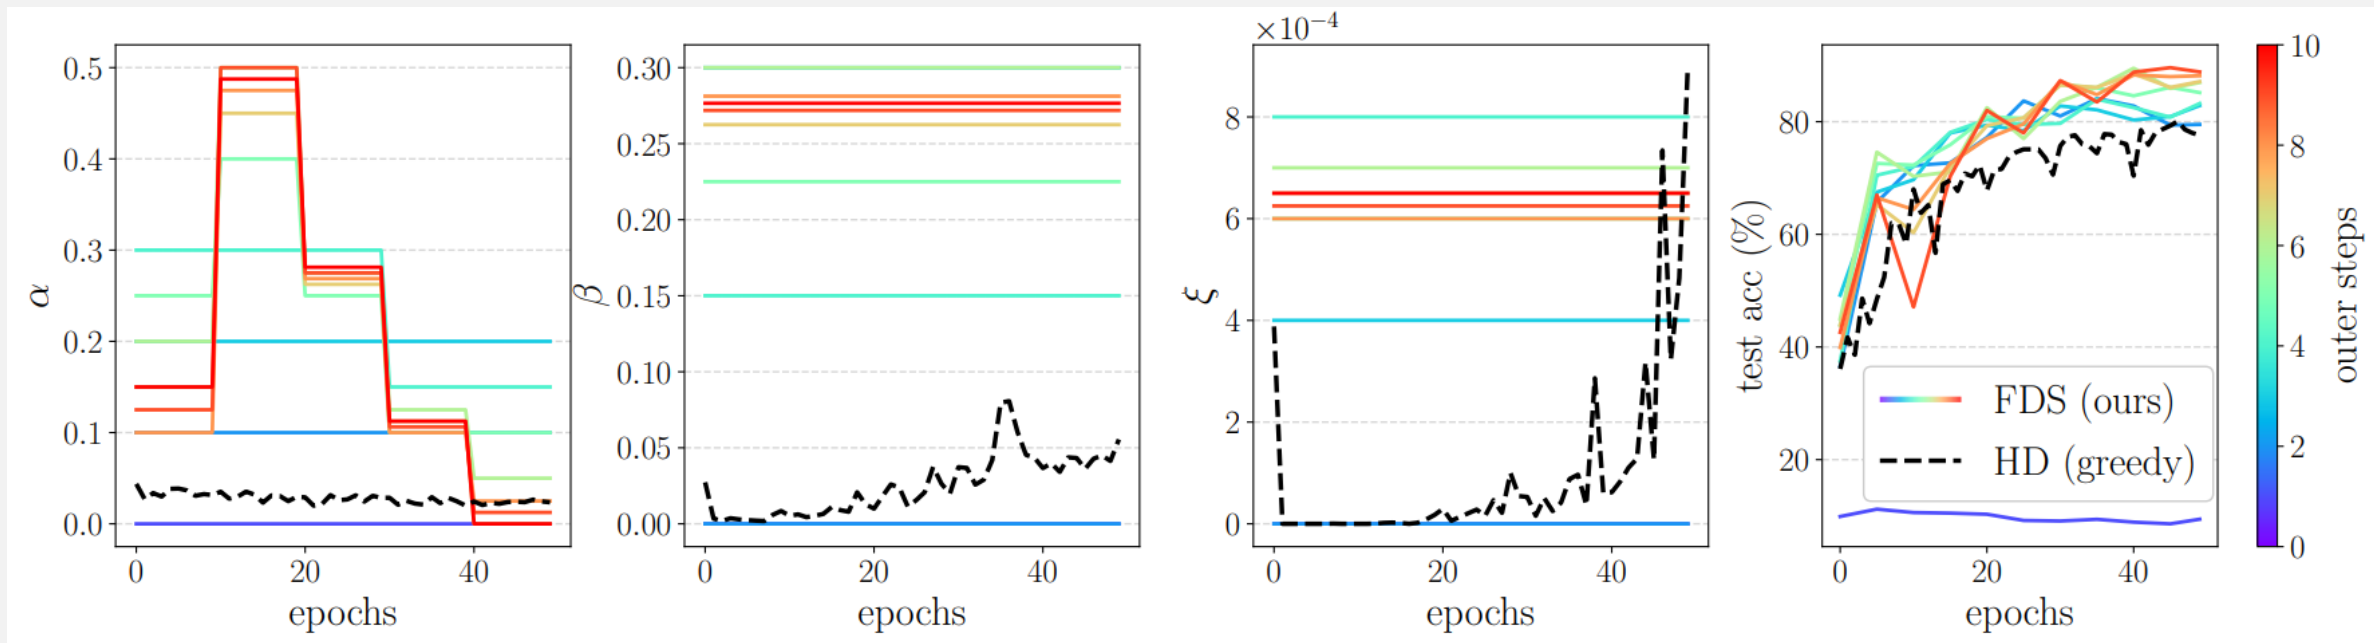 ×10⁻⁴
α
0.5
0.4
0.3
0.2
0.1
0.0
0 20 40
epochs
β
0.30
0.25
0.20
0.15
0.10
0.05
0.00
0 20 40
epochs
ξ
8
6
4
2
0
0 20 40
epochs
test acc (%)
80
60
40
20
FDS (ours)
HD (greedy)
0 20 40
epochs
10
8
6
4
2
0
outer steps